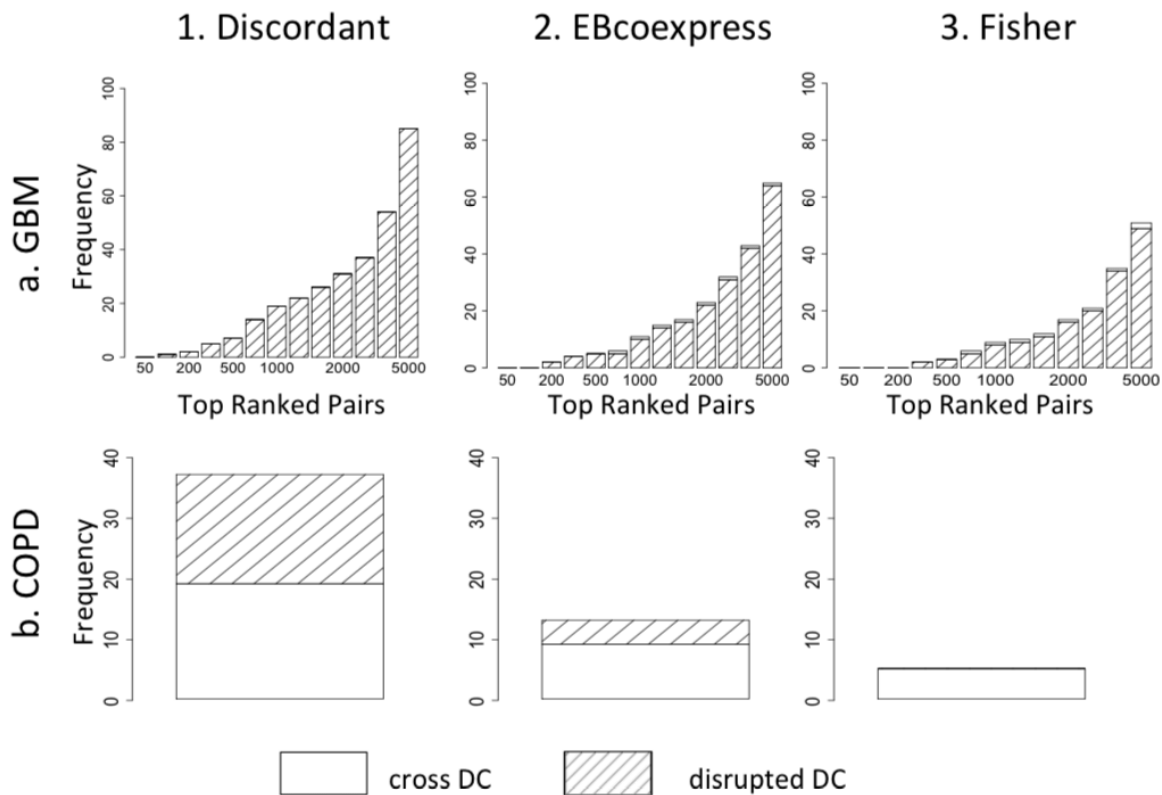 1. Discordant
2. EBcoexpress
3. Fisher
a. GBM
Frequency
0 20 40 60 80 100
50 200 500 1000 2000 5000
Top Ranked Pairs
0 20 40 60 80 100
50 200 500 1000 2000 5000
Top Ranked Pairs
0 20 40 60 80 100
50 200 500 1000 2000 5000
Top Ranked Pairs
b. COPD
Frequency
0 10 20 30 40
0 10 20 30 40
0 10 20 30 40
cross DC
disrupted DC